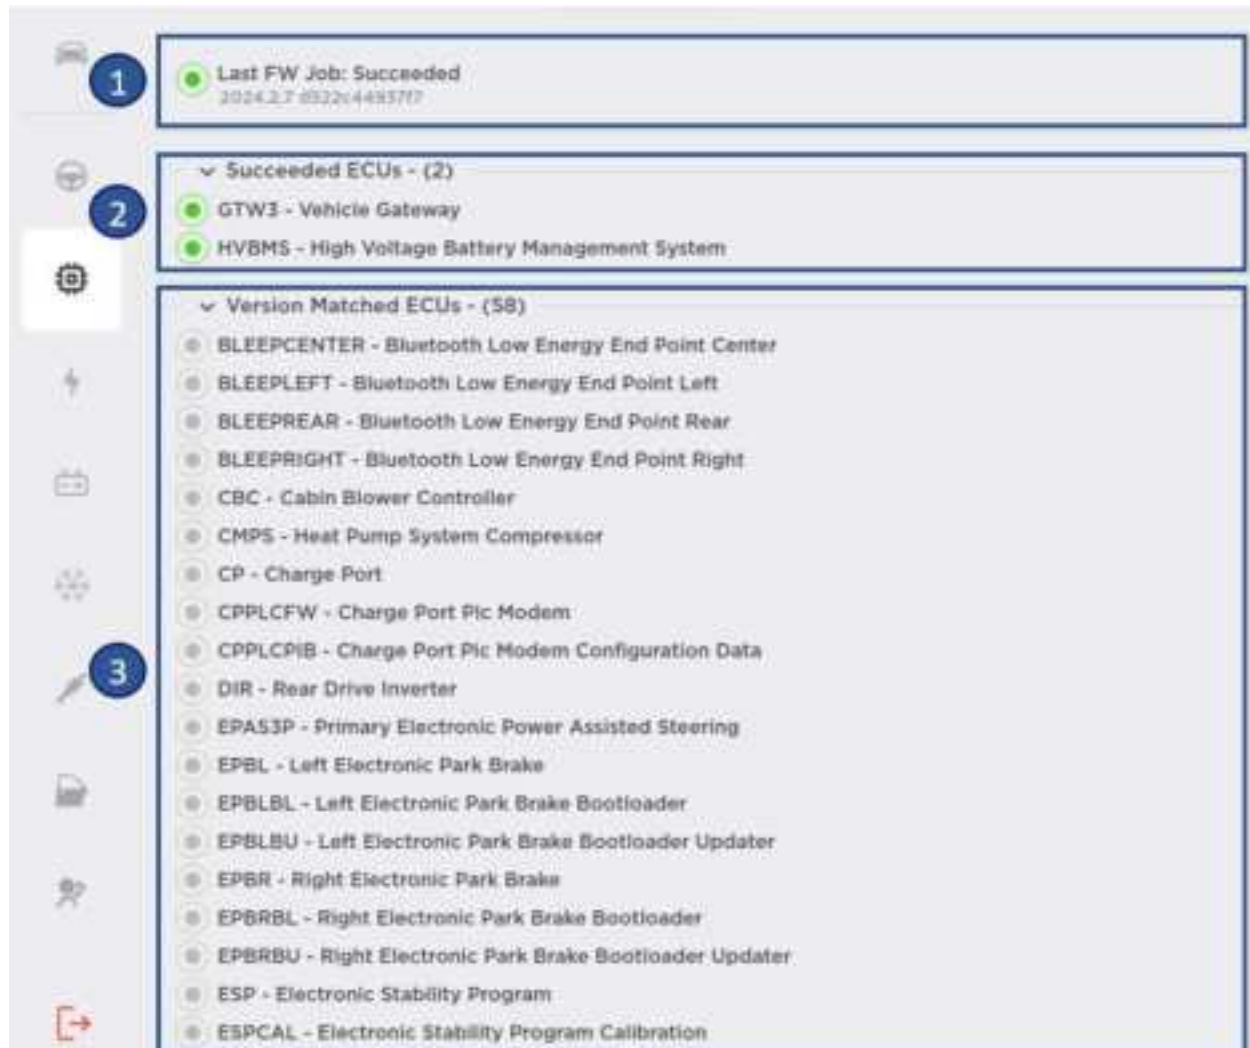 1
Last FW Job: Succeeded
2024.2.7
2
Succeeded ECUs - (2)
GTW3 - Vehicle Gateway
HVBMS - High Voltage Battery Management System
Version Matched ECUs - (58)
BLEEPCENTER - Bluetooth Low Energy End Point Center
BLEEPLEFT - Bluetooth Low Energy End Point Left
BLEEPREAR - Bluetooth Low Energy End Point Rear
BLEEPRIGHT - Bluetooth Low Energy End Point Right
CBC - Cabin Blower Controller
CMPS - Heat Pump System Compressor
CP - Charge Port
CPPLCFW - Charge Port Plc Modem
3
CPPLCPIB - Charge Port Plc Modem Configuration Data
DIR - Rear Drive Inverter
EPAS3P - Primary Electronic Power Assisted Steering
EPBL - Left Electronic Park Brake
EPBLBL - Left Electronic Park Brake Bootloader
EPBLBU - Left Electronic Park Brake Bootloader Updater
EPBR - Right Electronic Park Brake
EPBRBL - Right Electronic Park Brake Bootloader
EPBRBU - Right Electronic Park Brake Bootloader Updater
ESP - Electronic Stability Program
ESPCAL - Electronic Stability Program Calibration